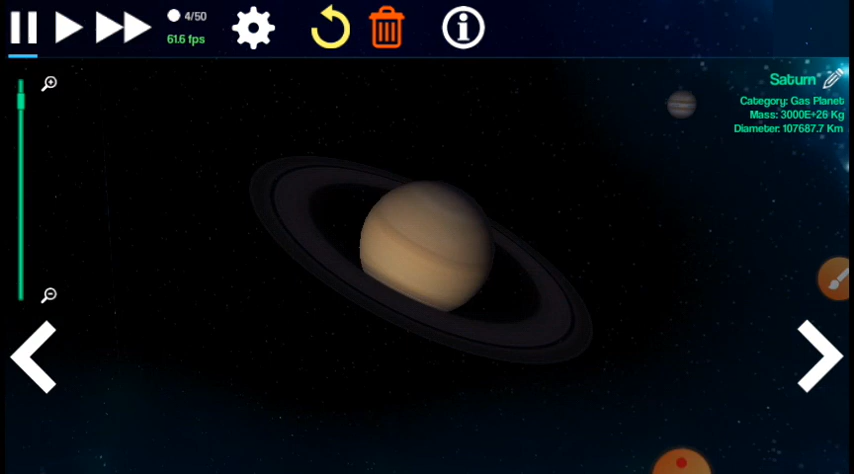 4/50
61.6 fps
Saturn
Category: Gas Planet
Mass: 3000E+26 Kg
Diameter: 107687.7 Km